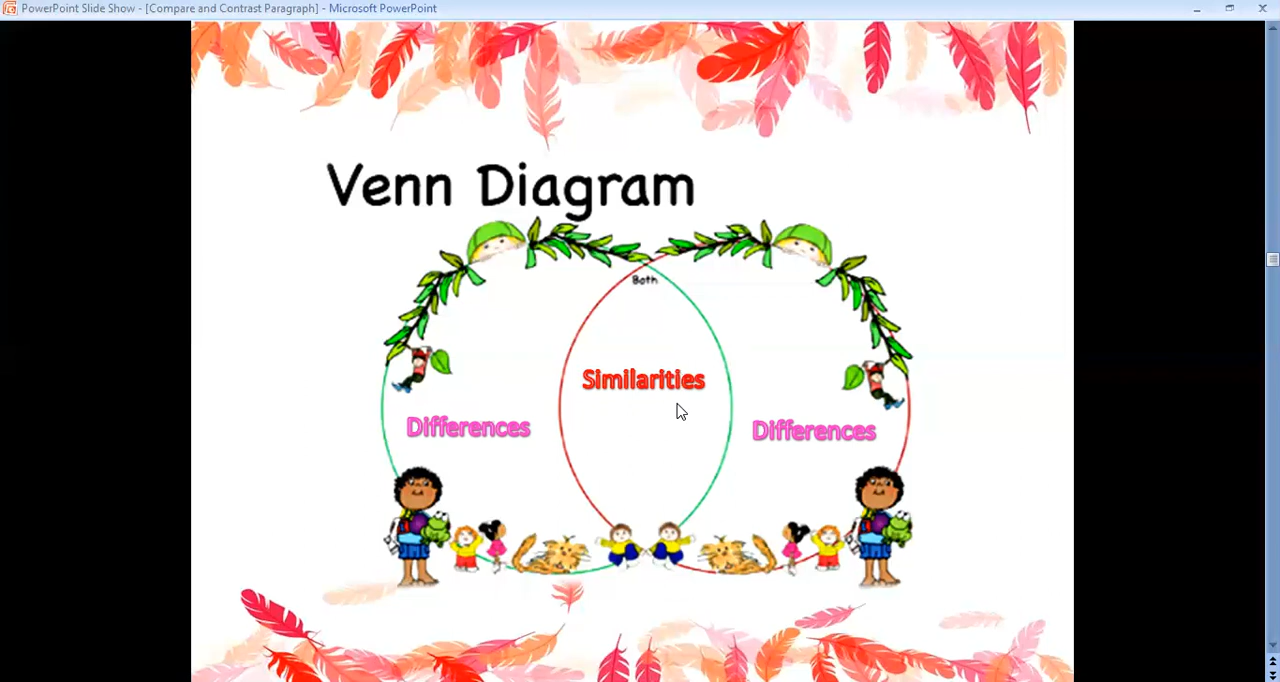 PowerPoint Slide Show - [Compare and Contrast Paragraph] - Microsoft PowerPoint
Venn Diagram
Both
Similarities
Differences
Differences